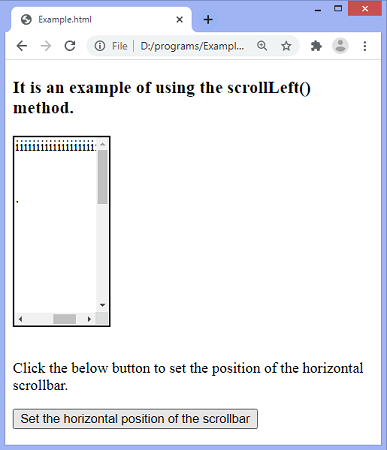 Example.html
File D:/programs/Exampl...
It is an example of using the scrollLeft()
method.
.
Click the below button to set the position of the horizontal
scrollbar.
Set the horizontal position of the scrollbar